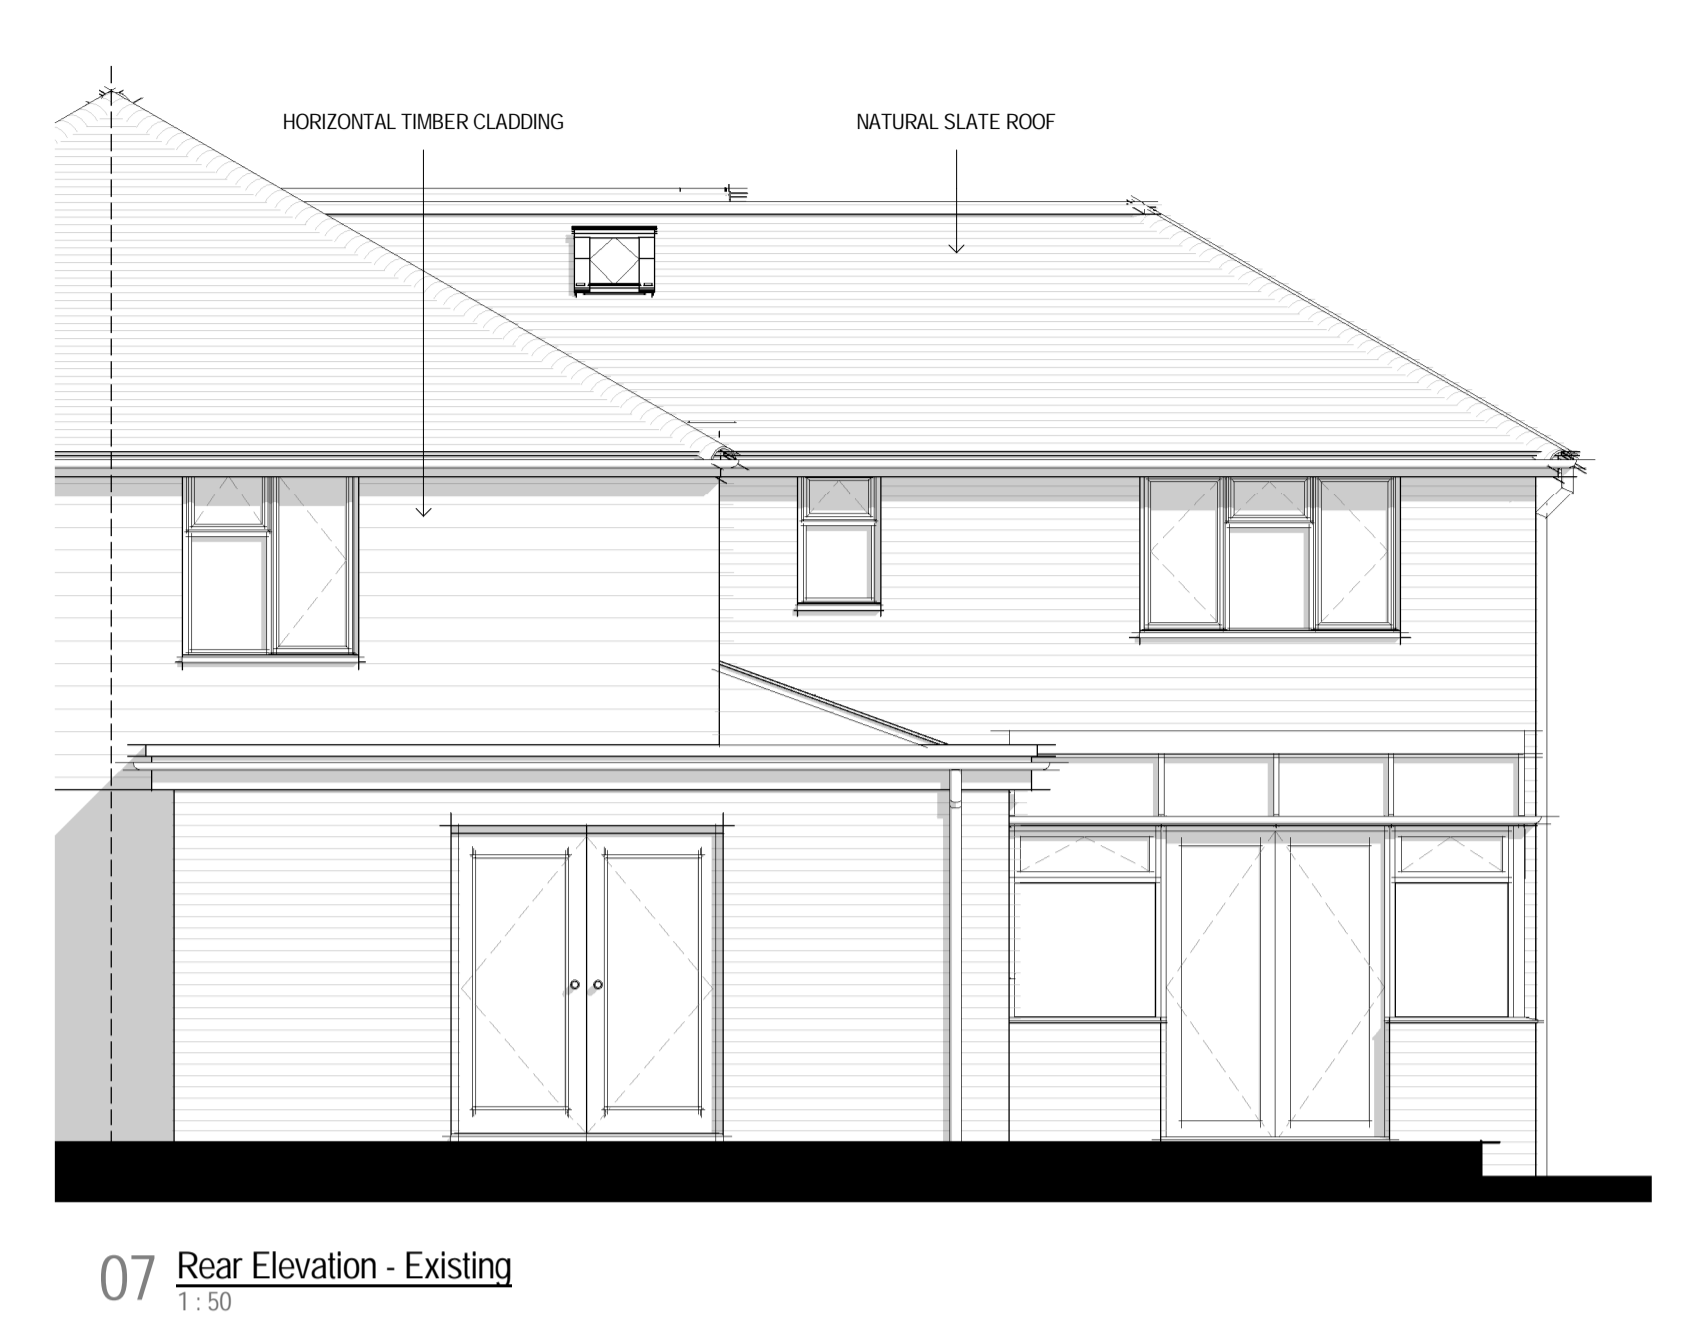 HORIZONTAL TIMBER CLADDING
NATURAL SLATE ROOF
07 Rear Elevation - Existing
1 : 50